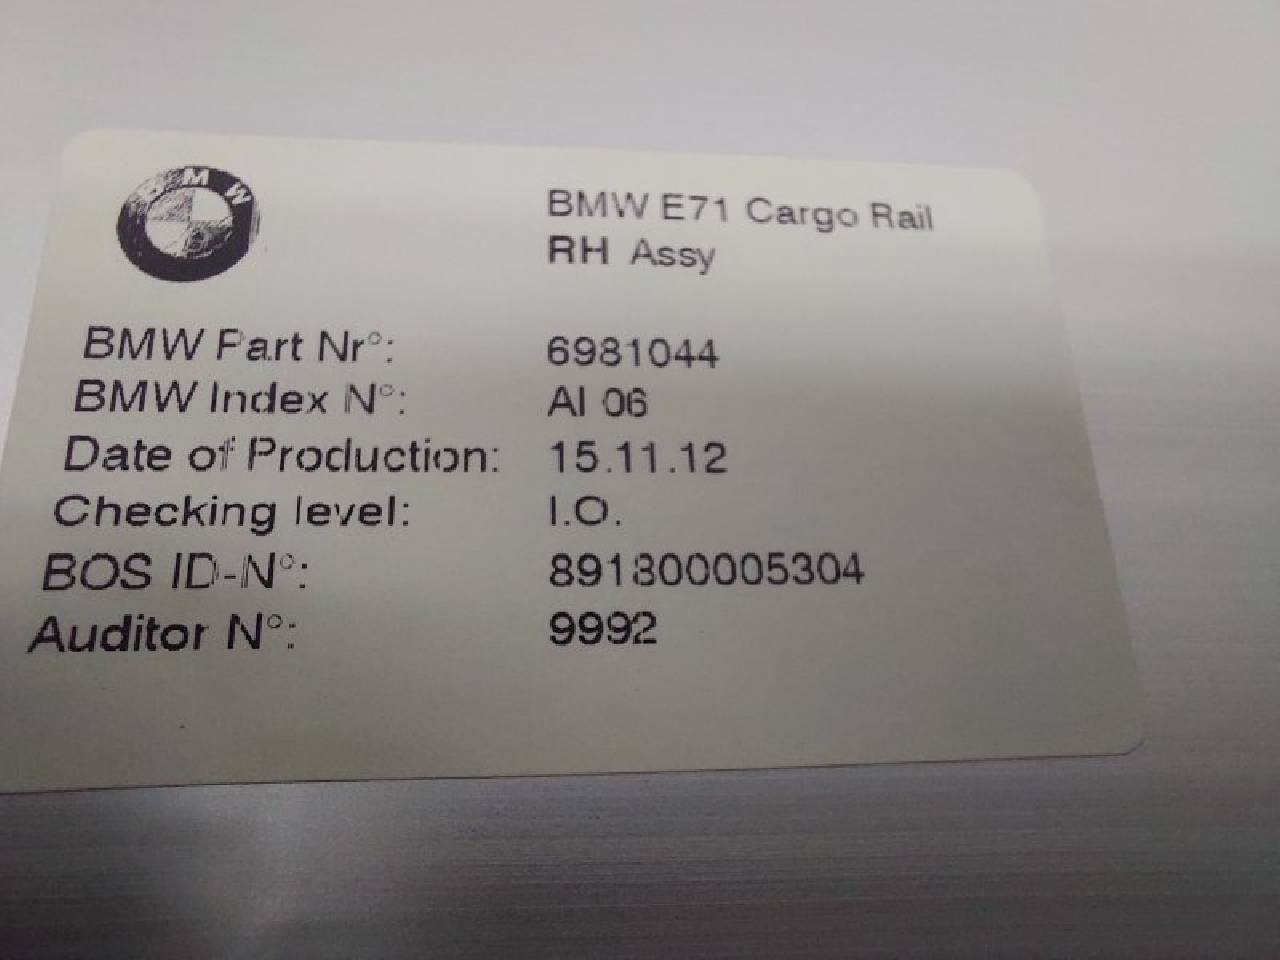 BMW
BMW E71 Cargo Rail
RH Assy
BMW Part Nr°: 6981044
BMW Index N°: AI 06
Date of Production: 15.11.12
Checking level: I.O.
BOS ID-N°: 891800005304
Auditor N°: 9992